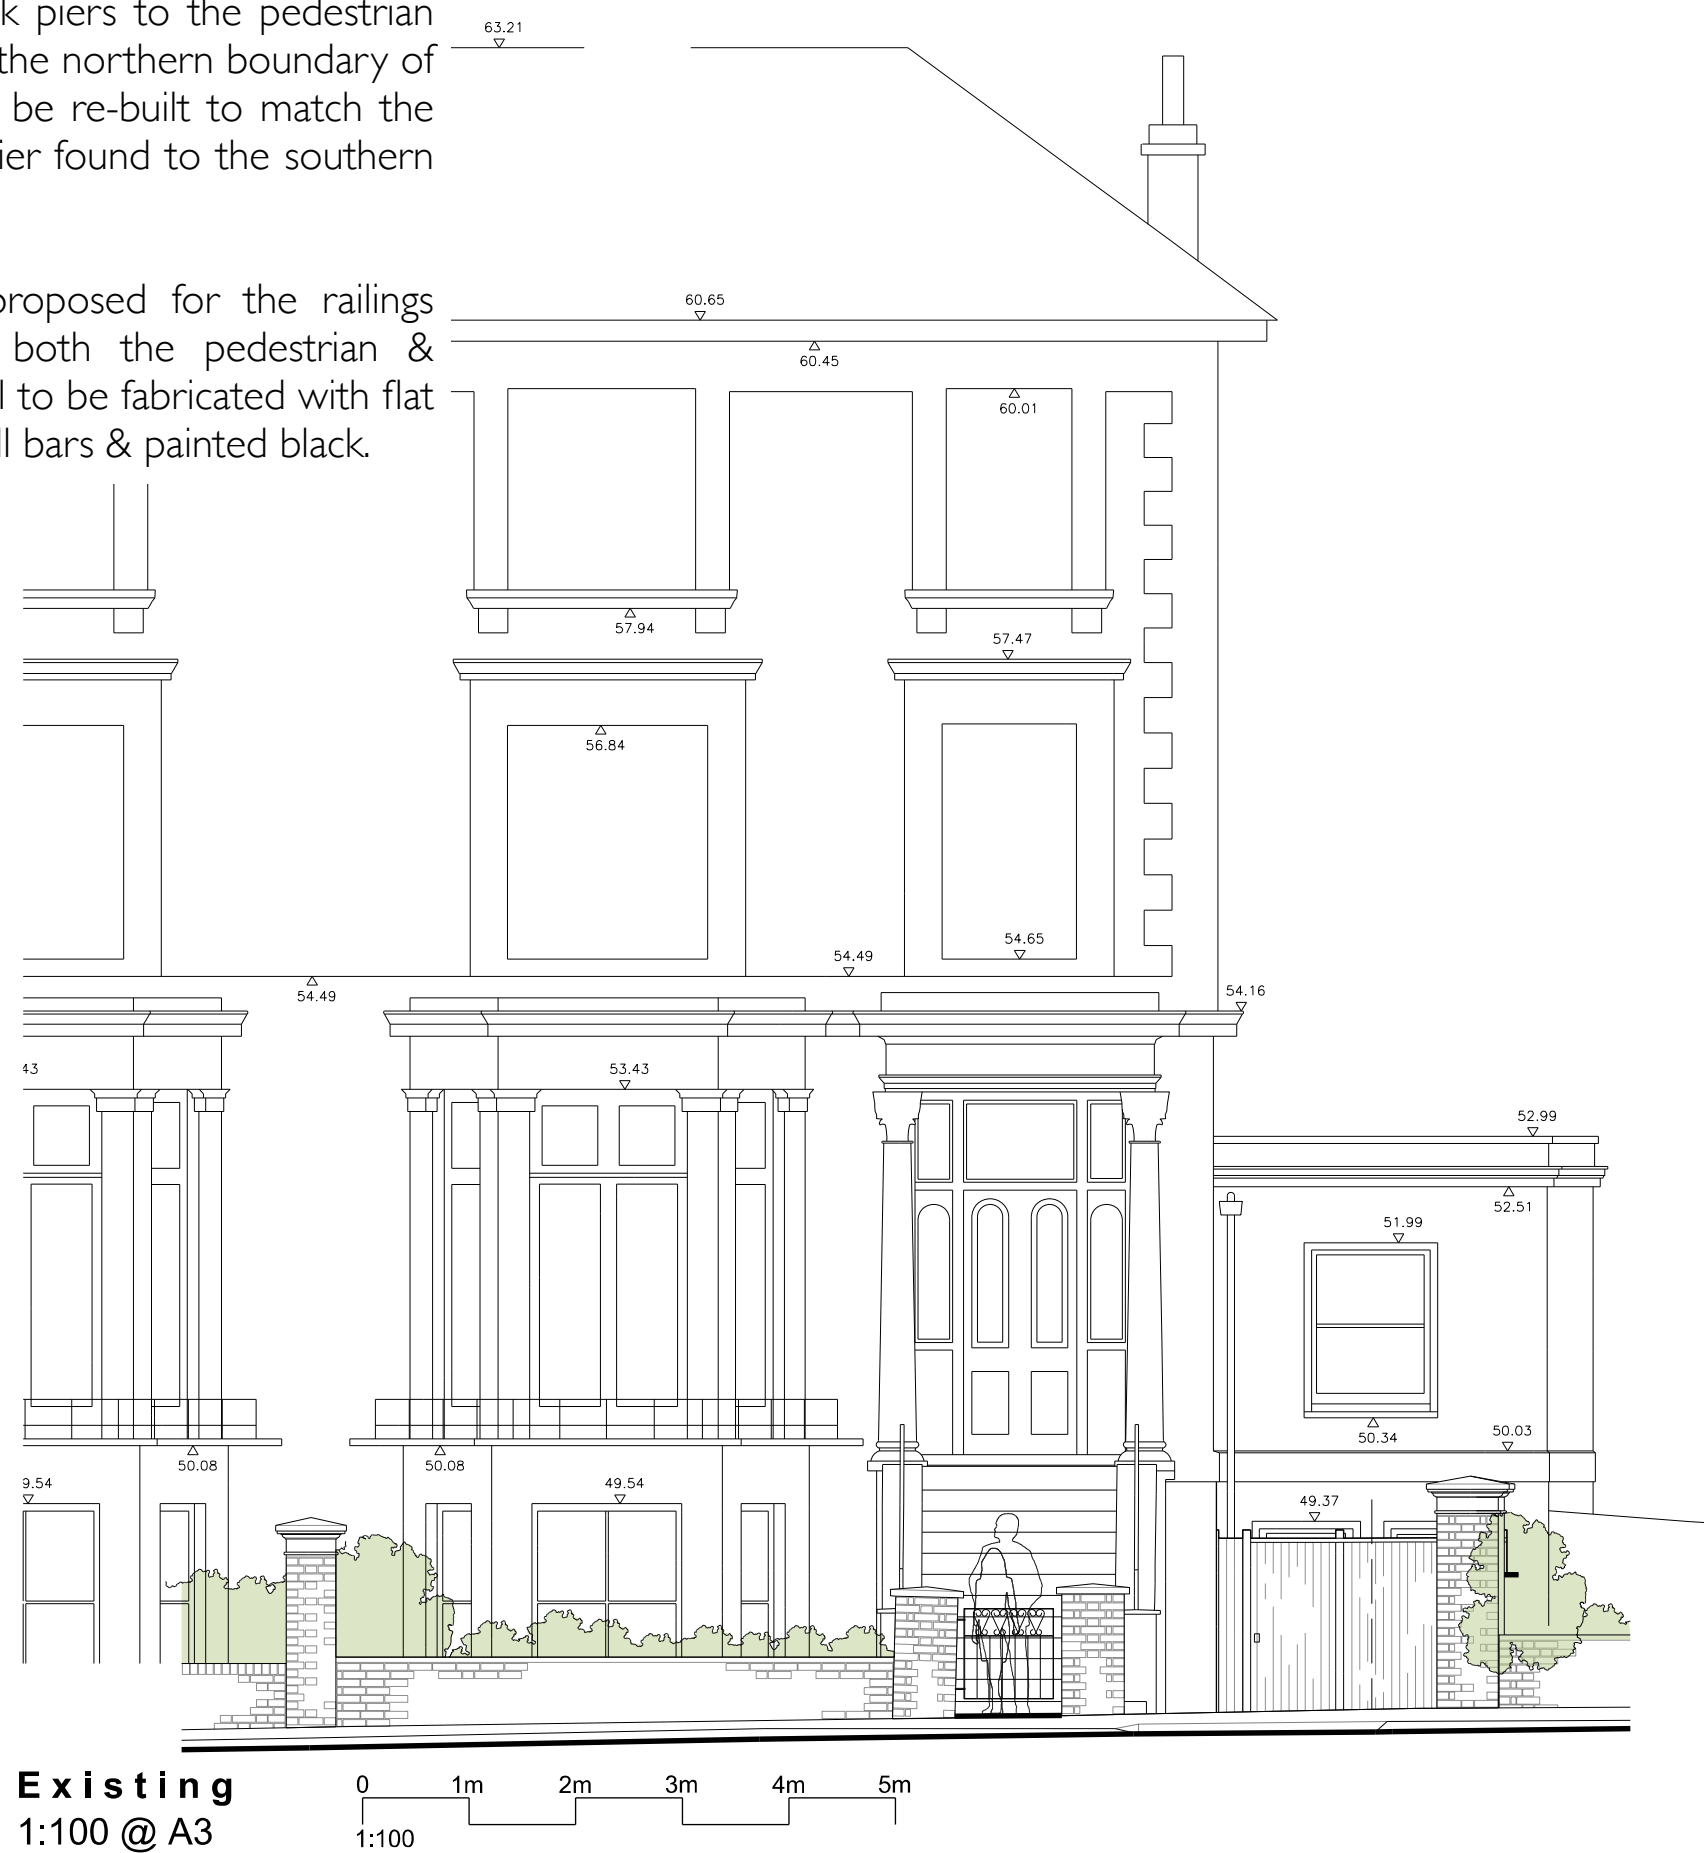 k piers to the pedestrian
the northern boundary of
be re-built to match the
ier found to the southern
proposed for the railings
both the pedestrian &
l to be fabricated with flat
ll bars & painted black.
63.21
60.65
60.45
60.01
57.94
57.47
56.84
54.65
54.49
54.49
54.16
43
53.43
52.99
52.51
51.99
50.34
50.03
50.08
50.08
9.54
49.54
49.37
Existing
1:100 @ A3
0 1m 2m 3m 4m 5m
1:100